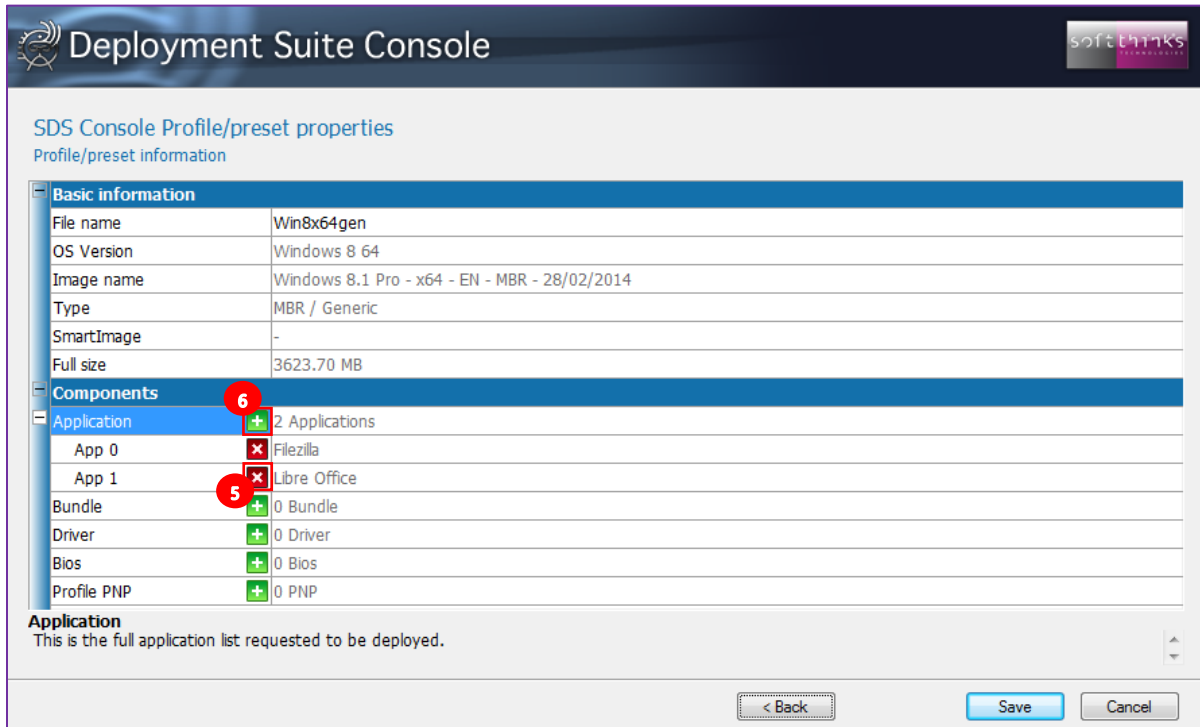 Deployment Suite Console
softthinks
TECHNOLOGIES
SDS Console Profile/preset properties
Profile/preset information
Basic information
File name Win8x64gen
OS Version Windows 8 64
Image name Windows 8.1 Pro - x64 - EN - MBR - 28/02/2014
Type MBR / Generic
SmartImage -
Full size 3623.70 MB
Components
6
Application 2 Applications
App 0 Filezilla
App 1 Libre Office
5
Bundle 0 Bundle
Driver 0 Driver
Bios 0 Bios
Profile PNP 0 PNP
Application
This is the full application list requested to be deployed.
< Back Save Cancel